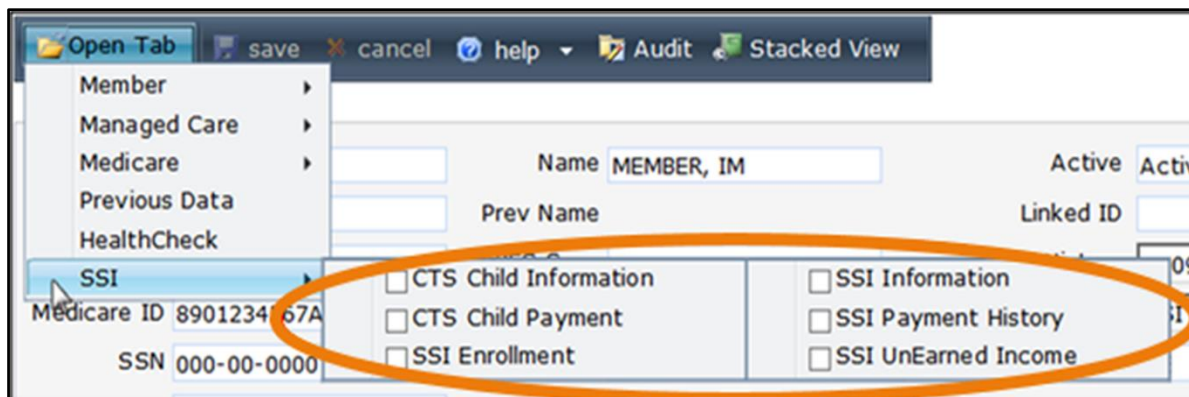 Open Tab save cancel help Audit Stacked View
Member
Managed Care
Medicare
Previous Data
HealthCheck
SSI
Name MEMBER, IM Active
Prev Name Linked ID
CTS Child Information SSI Information
CTS Child Payment SSI Payment History
SSI Enrollment SSI UnEarned Income
Medicare ID
SSN 000-00-0000